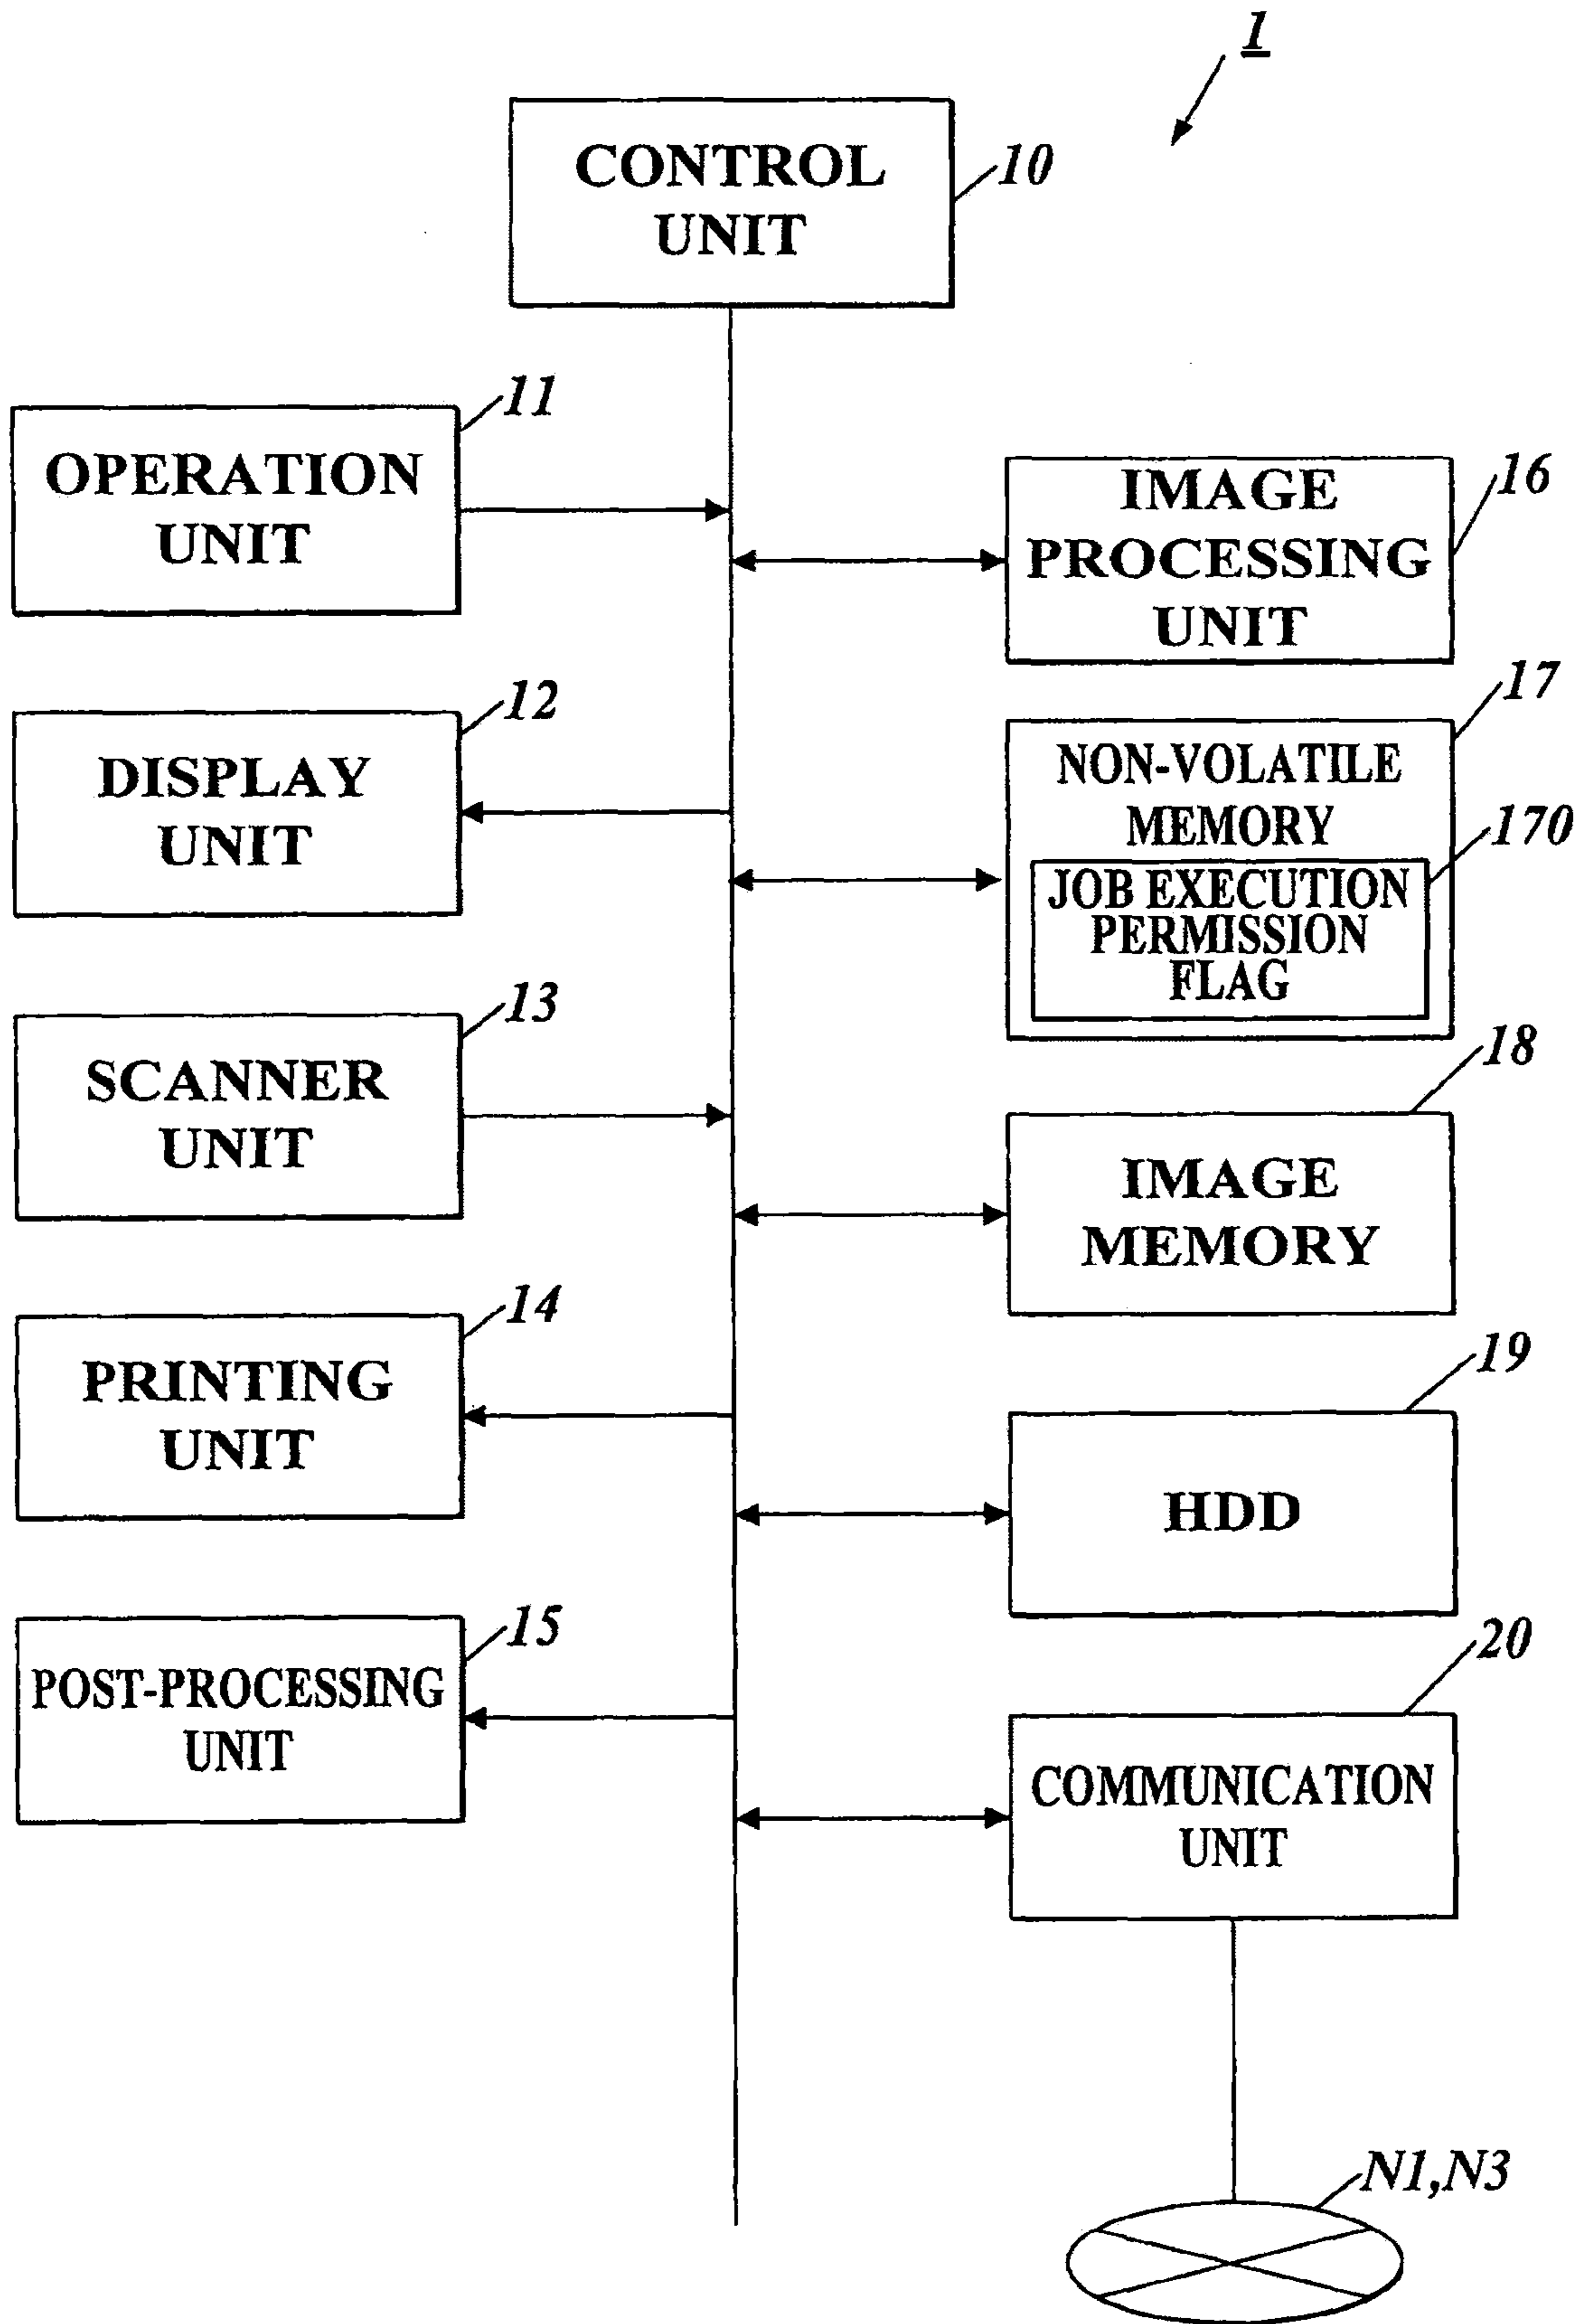 1
CONTROL
UNIT
10
OPERATION
UNIT
11
DISPLAY
UNIT
12
SCANNER
UNIT
13
PRINTING
UNIT
14
POST-PROCESSING
UNIT
15
IMAGE
PROCESSING
UNIT
16
NON-VOLATILE
MEMORY
17
JOB EXECUTION
PERMISSION
FLAG
170
IMAGE
MEMORY
18
HDD
19
COMMUNICATION
UNIT
20
N1,N3